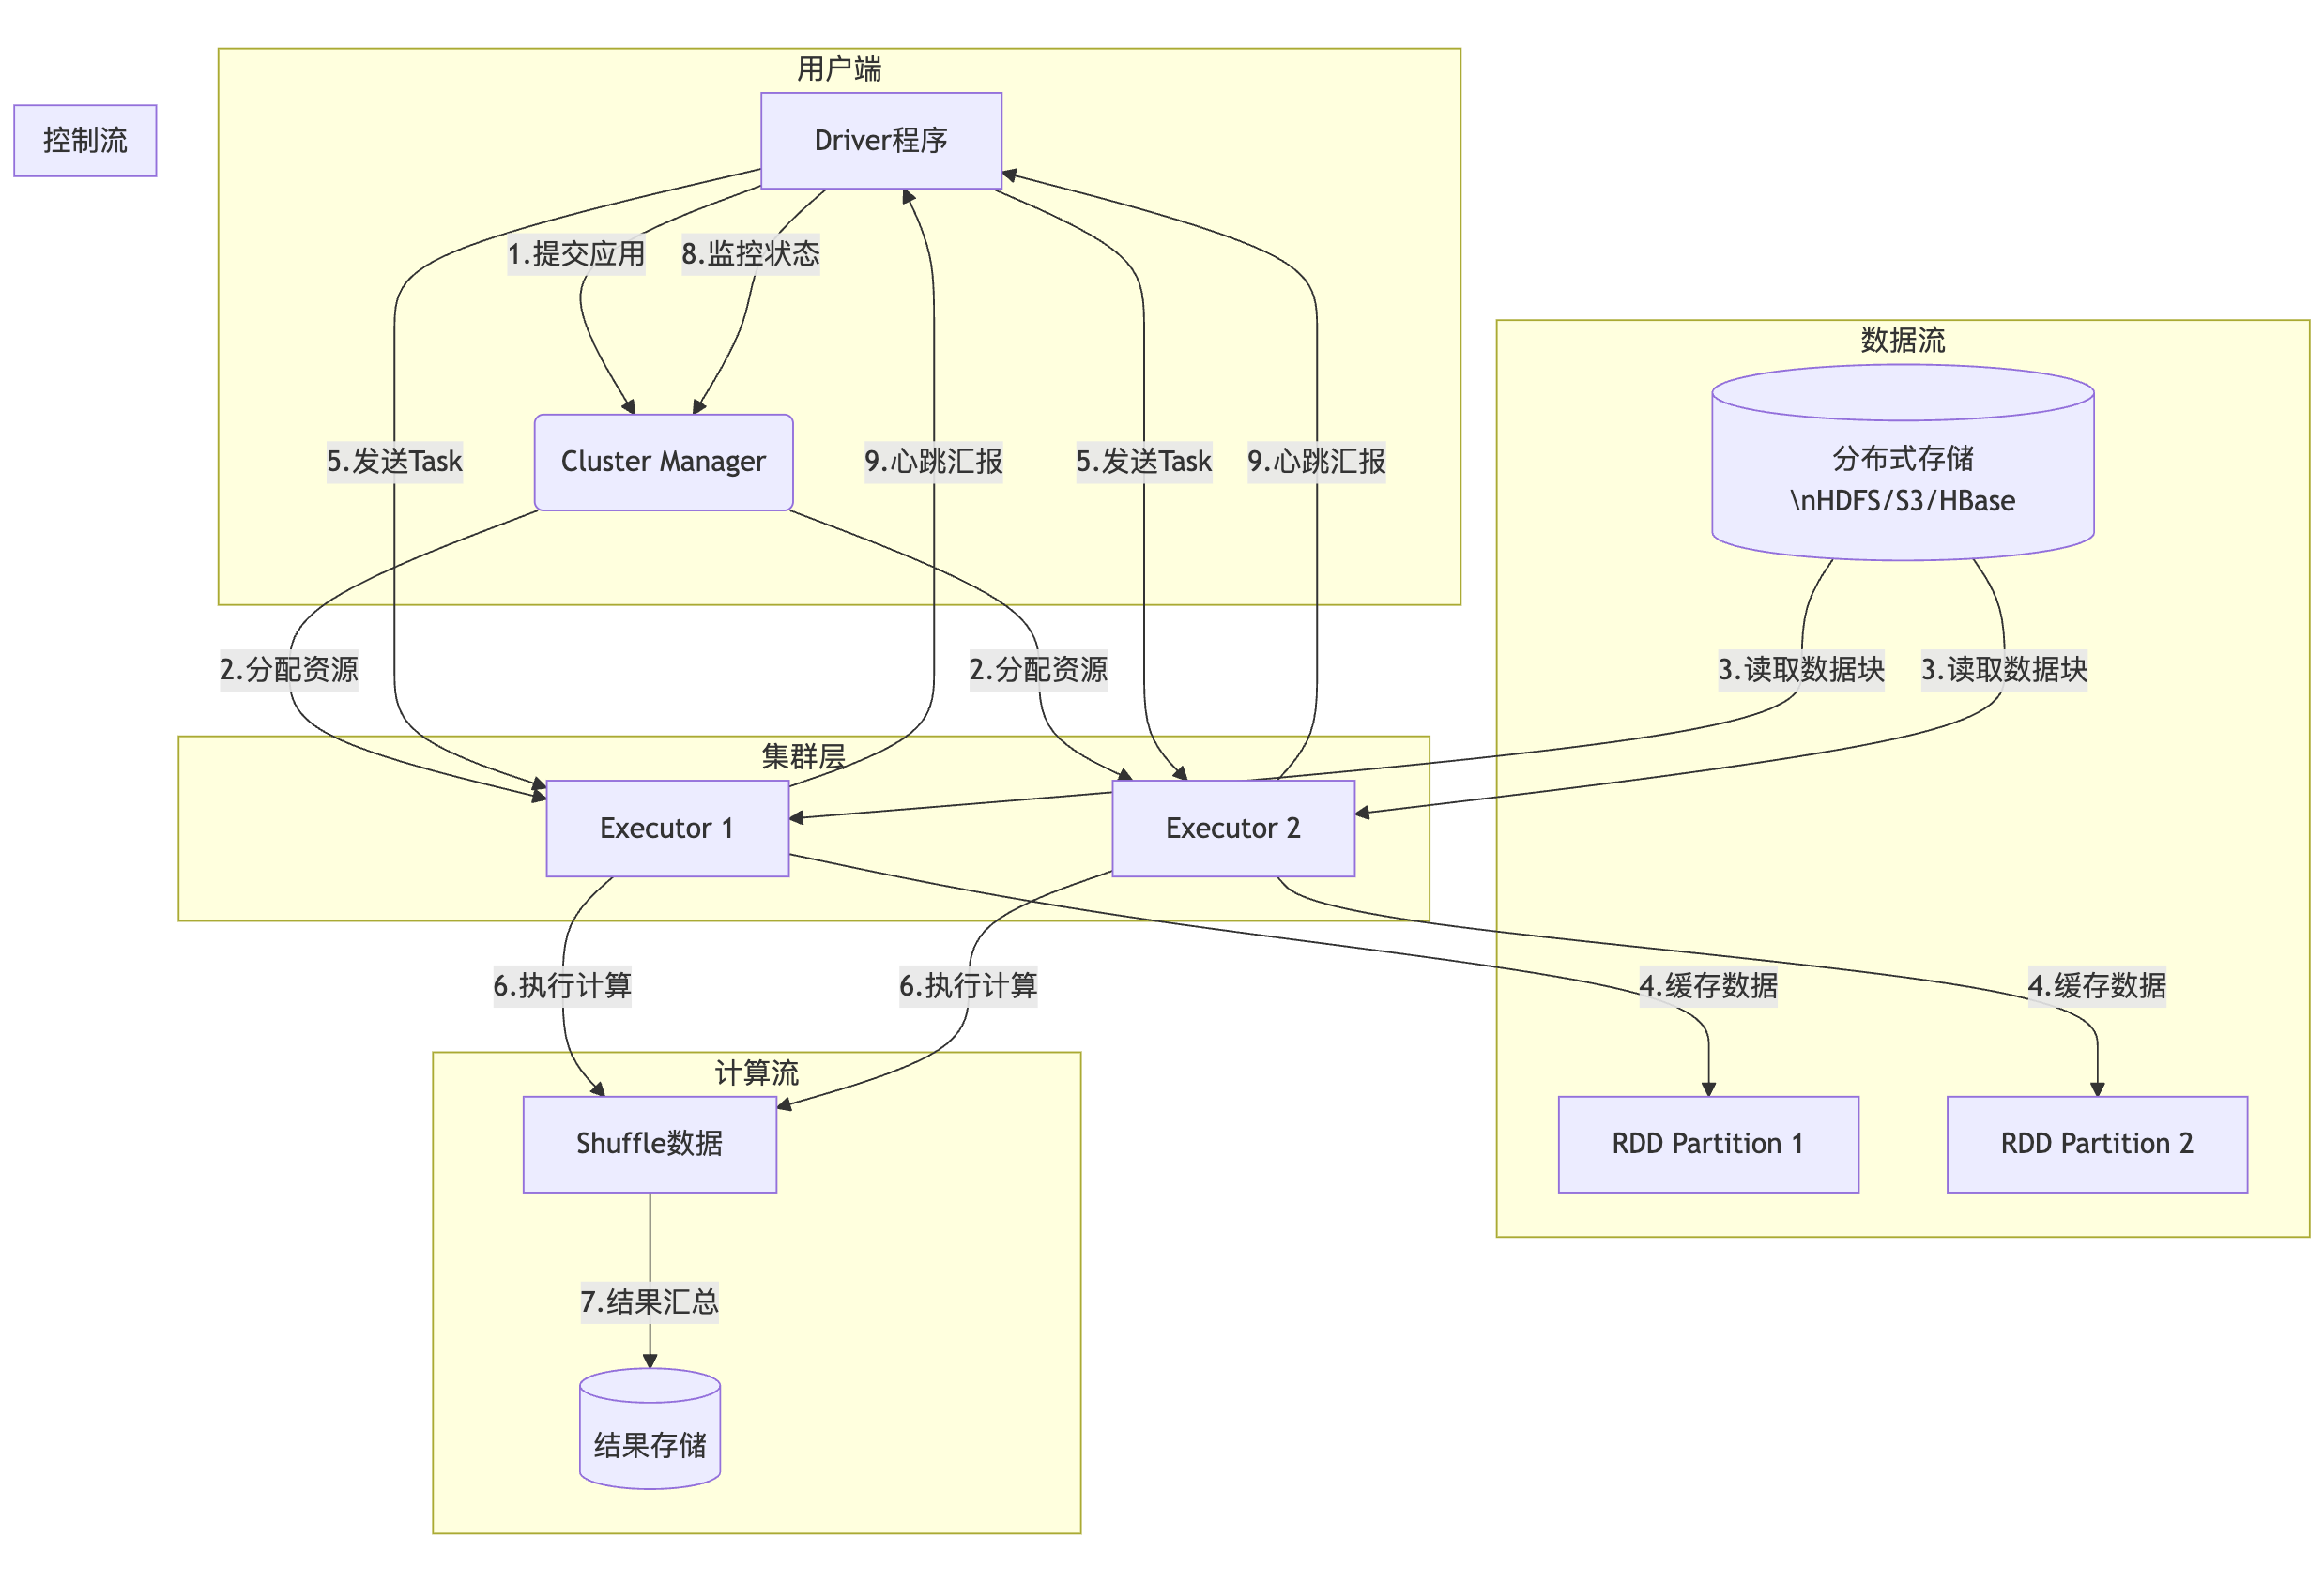 用户端
控制流
Driver程序
1.提交应用
8.监控状态
数据流
分布式存储
\nHDFS/S3/HBase
5.发送Task
Cluster Manager
9.心跳汇报
5.发送Task
9.心跳汇报
2.分配资源
2.分配资源
3.读取数据块
3.读取数据块
集群层
Executor 1
Executor 2
6.执行计算
6.执行计算
4.缓存数据
4.缓存数据
计算流
Shuffle数据
RDD Partition 1
RDD Partition 2
7.结果汇总
结果存储